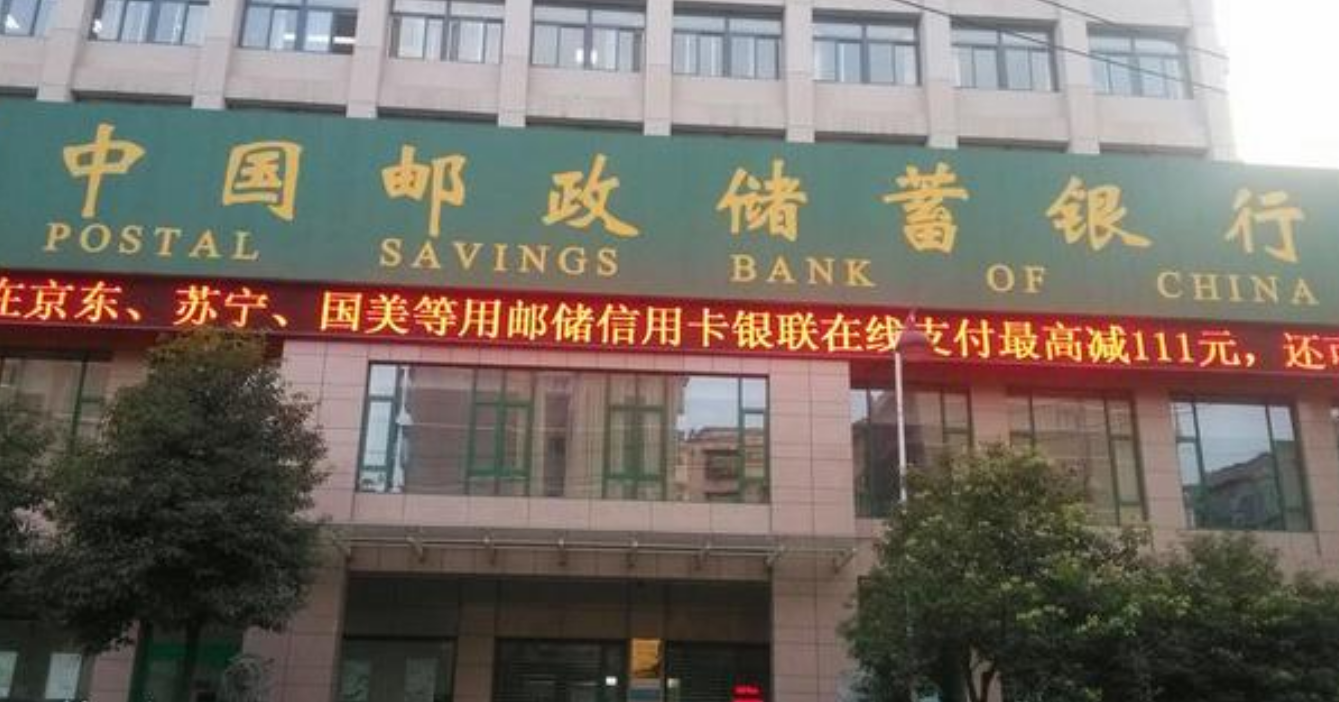 中国邮政储蓄银行
POSTAL SAVINGS BANK OF CHINA
在京东、苏宁、国美等用邮储信用卡银联在线支付最高减111元，还